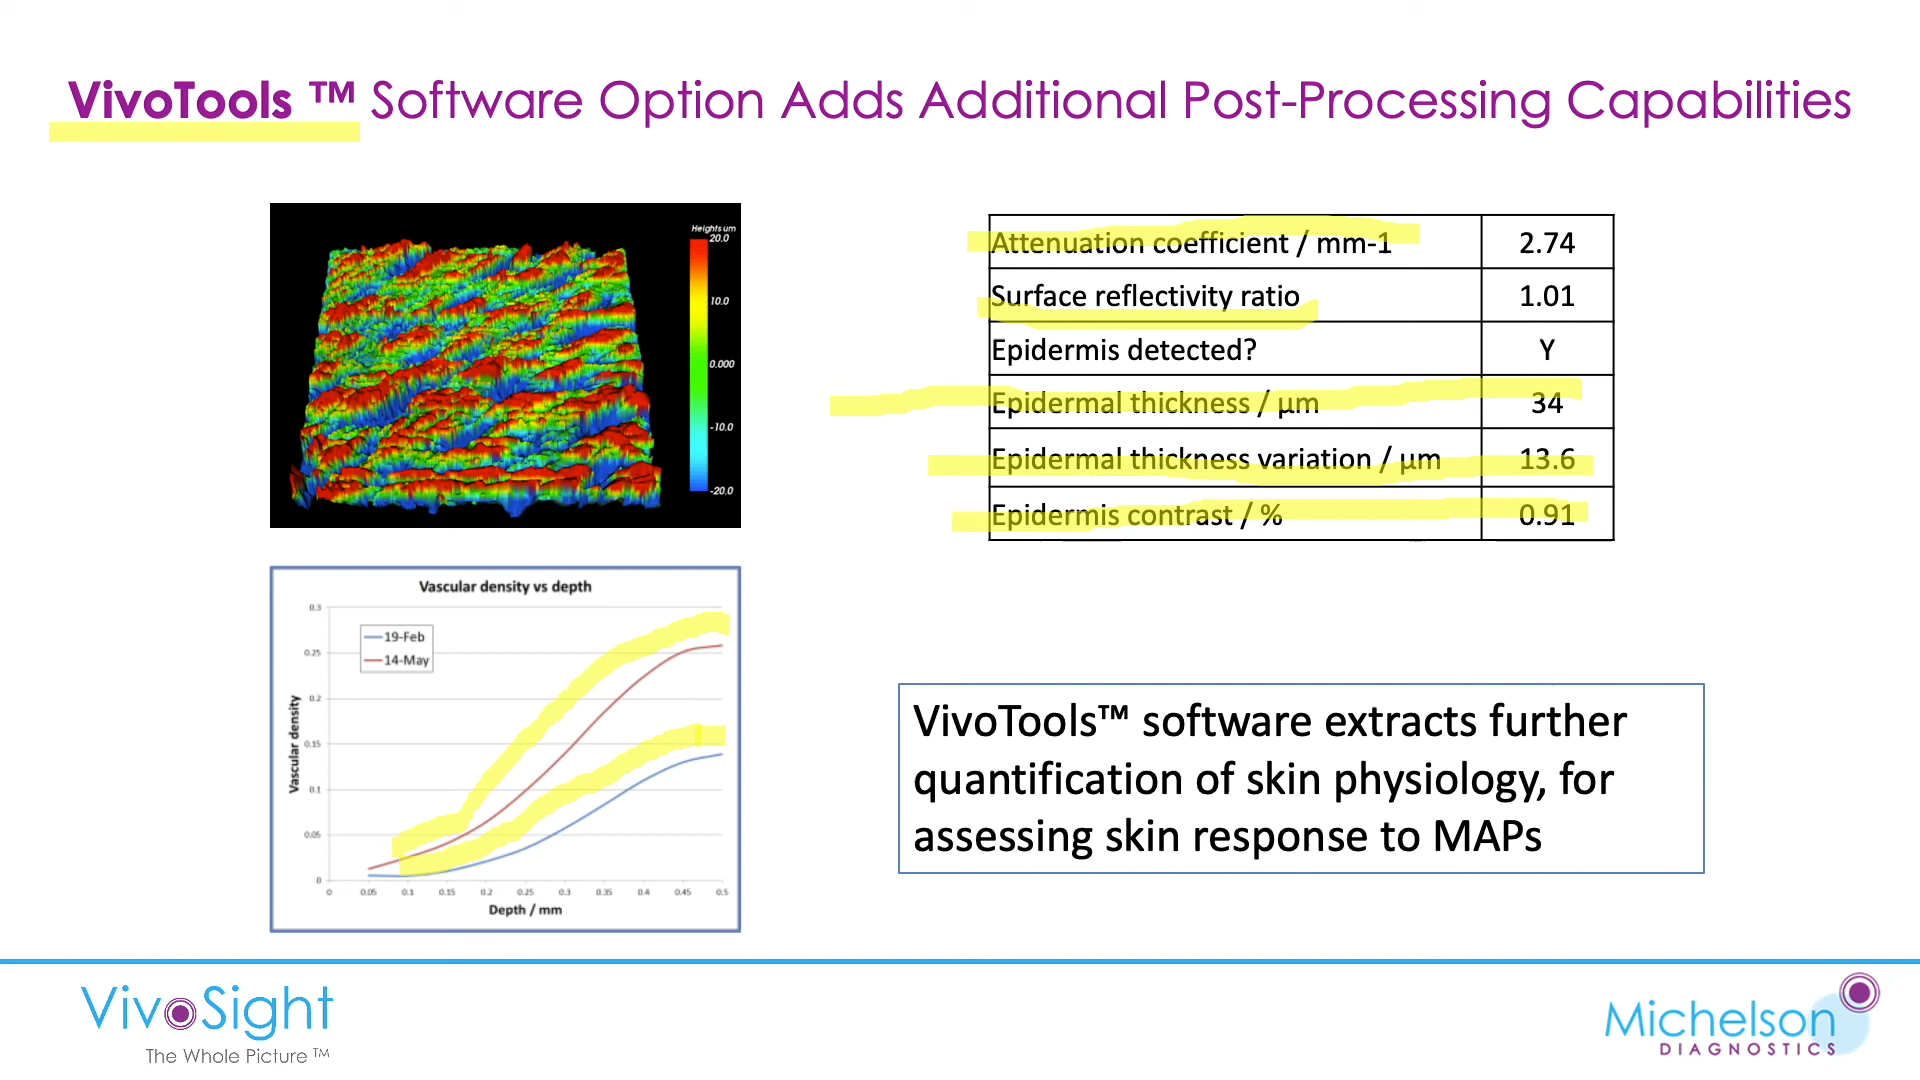 VivoTools ™ Software Option Adds Additional Post-Processing Capabilities
Heights um
20.0
10.0
0.000
-10.0
-20.0
Attenuation coefficient / mm-1 2.74
Surface reflectivity ratio 1.01
Epidermis detected? Y
Epidermal thickness / µm 34
Epidermal thickness variation / µm 13.6
Epidermis contrast / % 0.91
Vascular density vs depth
0.3
0.25
0.2
0.15
0.1
0.05
0
19-Feb
14-May
Vascular density
0 0.05 0.1 0.15 0.2 0.25 0.3 0.35 0.4 0.45 0.5
Depth / mm
VivoTools™ software extracts further
quantification of skin physiology, for
assessing skin response to MAPs
VivoSight
The Whole Picture ™
Michelson
DIAGNOSTICS